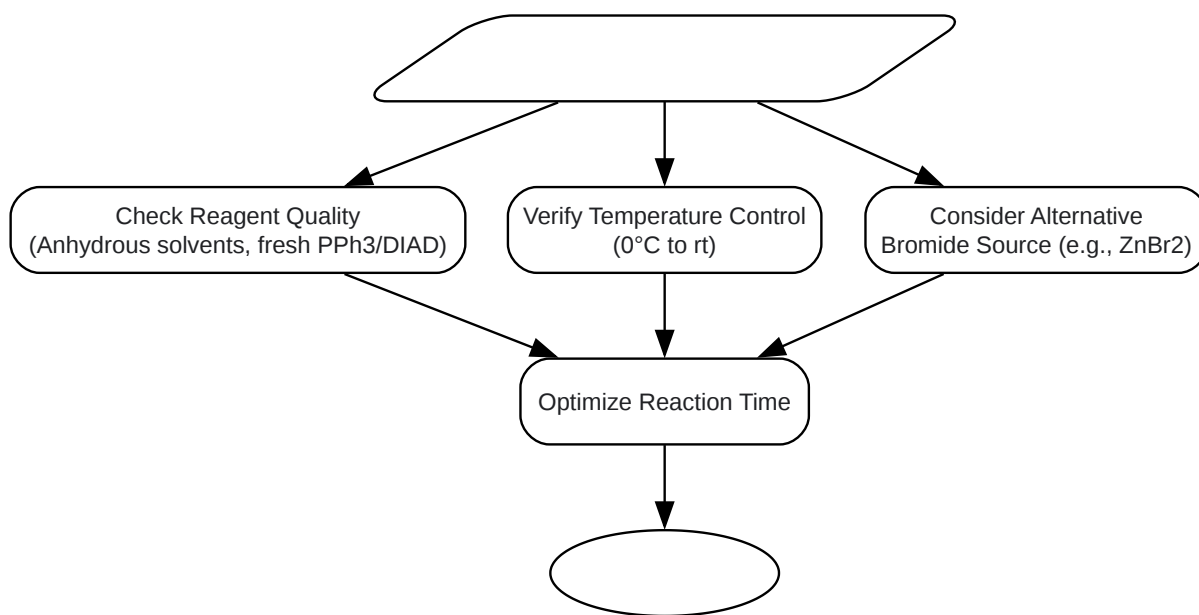 Check Reagent Quality
(Anhydrous solvents, fresh PPh3/DIAD)
Verify Temperature Control
(0°C to rt)
Consider Alternative
Bromide Source (e.g., ZnBr2)
Optimize Reaction Time